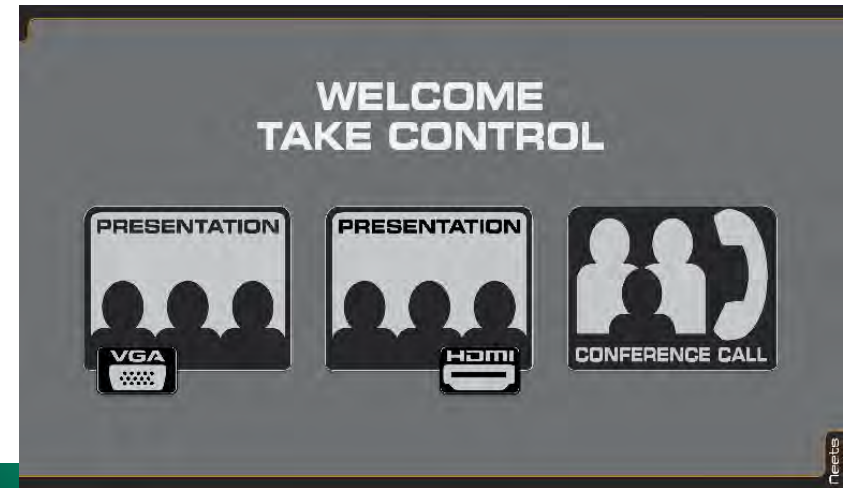 WELCOME
TAKE CONTROL
PRESENTATION
VGA
PRESENTATION
HDMI
CONFERENCE CALL
neets